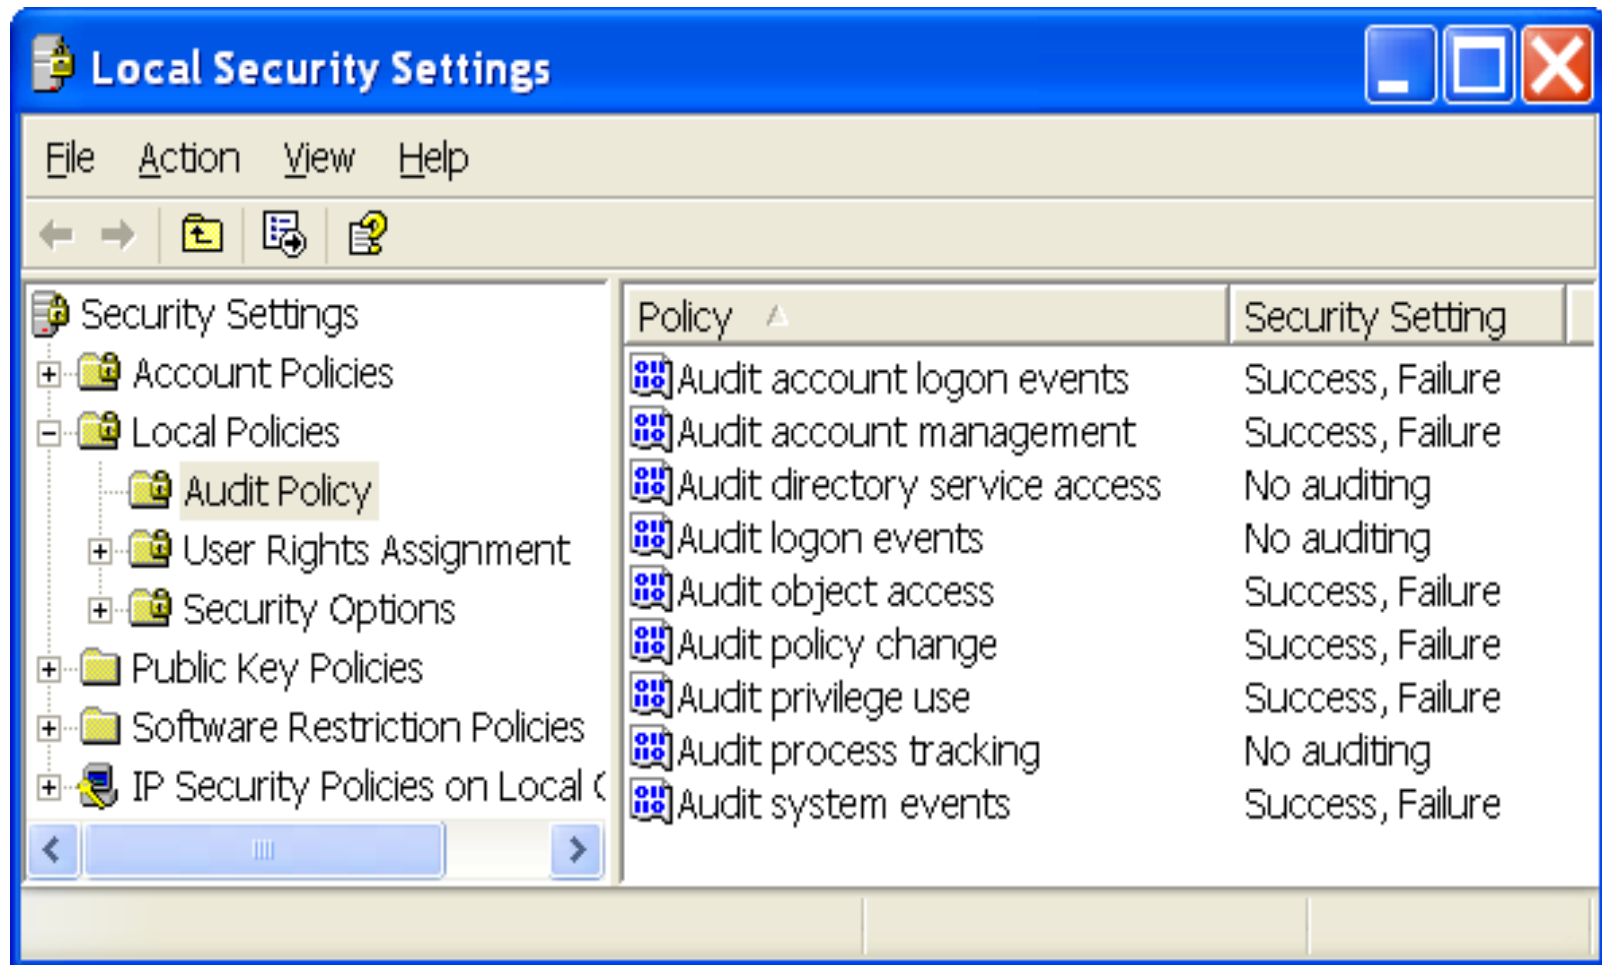 Local Security Settings
File Action View Help
Security Settings
Account Policies
Local Policies
Audit Policy
User Rights Assignment
Security Options
Public Key Policies
Software Restriction Policies
IP Security Policies on Local
Policy Security Setting
Audit account logon events Success, Failure
Audit account management Success, Failure
Audit directory service access No auditing
Audit logon events No auditing
Audit object access Success, Failure
Audit policy change Success, Failure
Audit privilege use Success, Failure
Audit process tracking No auditing
Audit system events Success, Failure